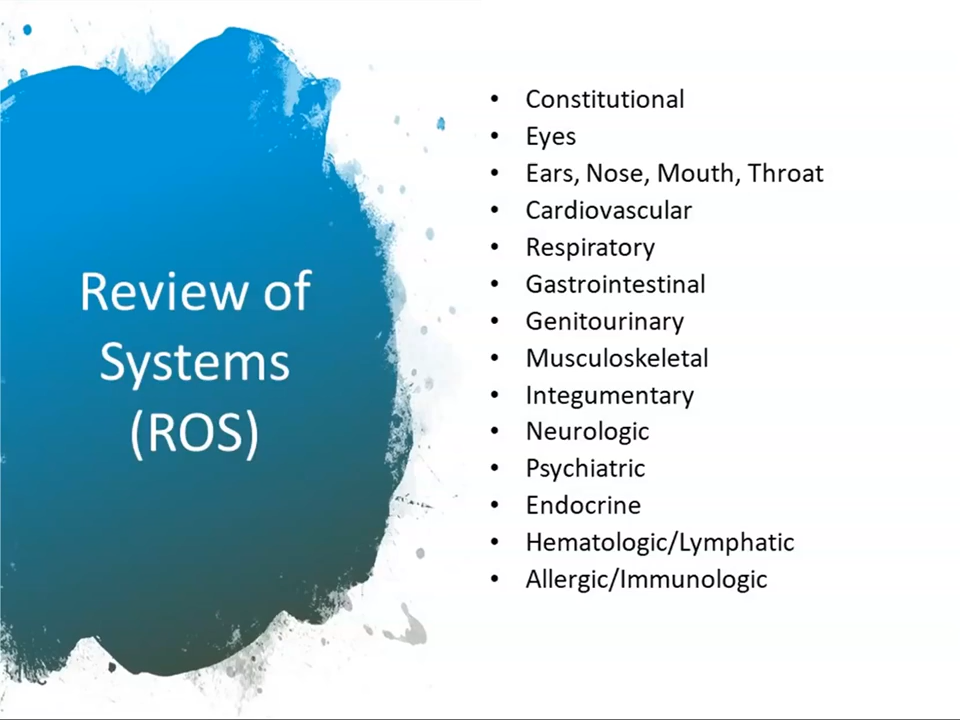 Review of
Systems
(ROS)
• Constitutional
• Eyes
• Ears, Nose, Mouth, Throat
• Cardiovascular
• Respiratory
• Gastrointestinal
• Genitourinary
• Musculoskeletal
• Integumentary
• Neurologic
• Psychiatric
• Endocrine
• Hematologic/Lymphatic
• Allergic/Immunologic